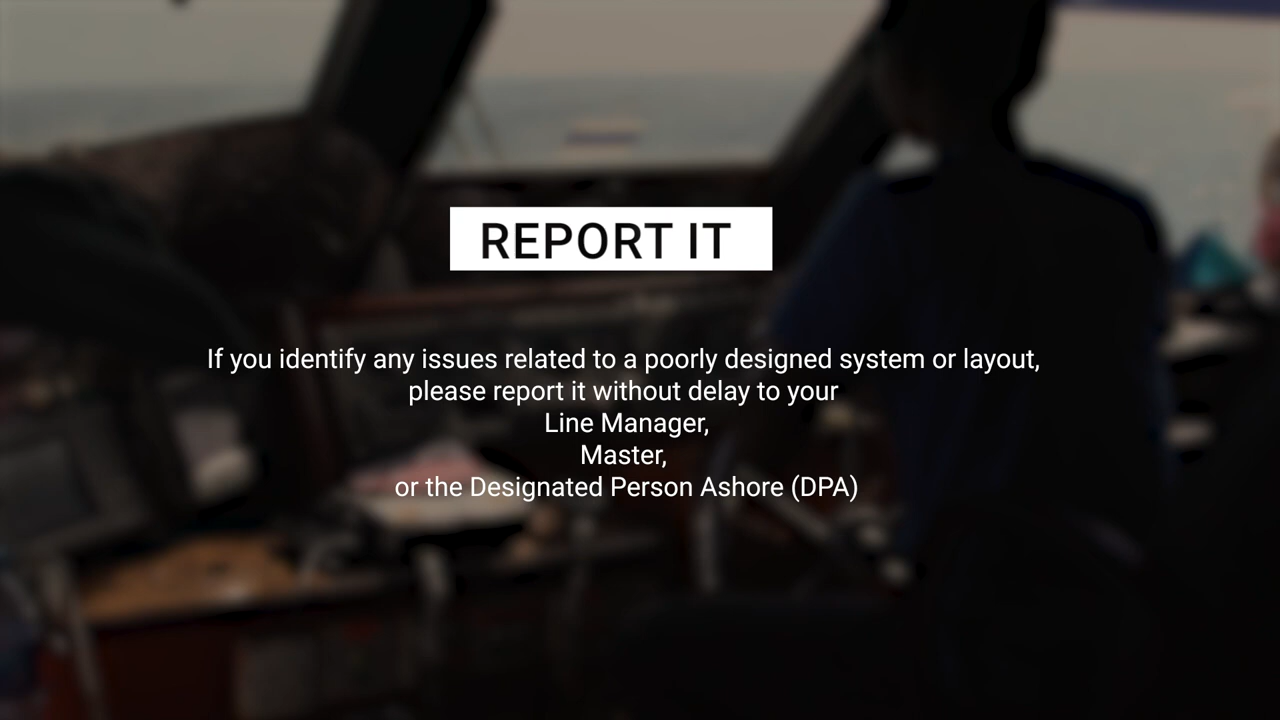 REPORT IT
If you identify any issues related to a poorly designed system or layout,
please report it without delay to your
Line Manager,
Master,
or the Designated Person Ashore (DPA)